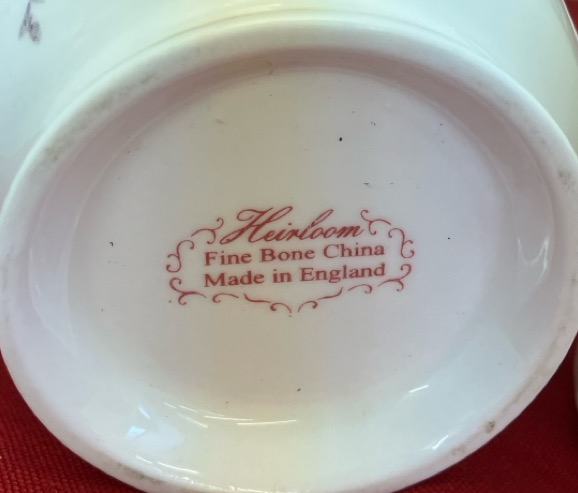 Heirloom
Fine Bone China
Made in England